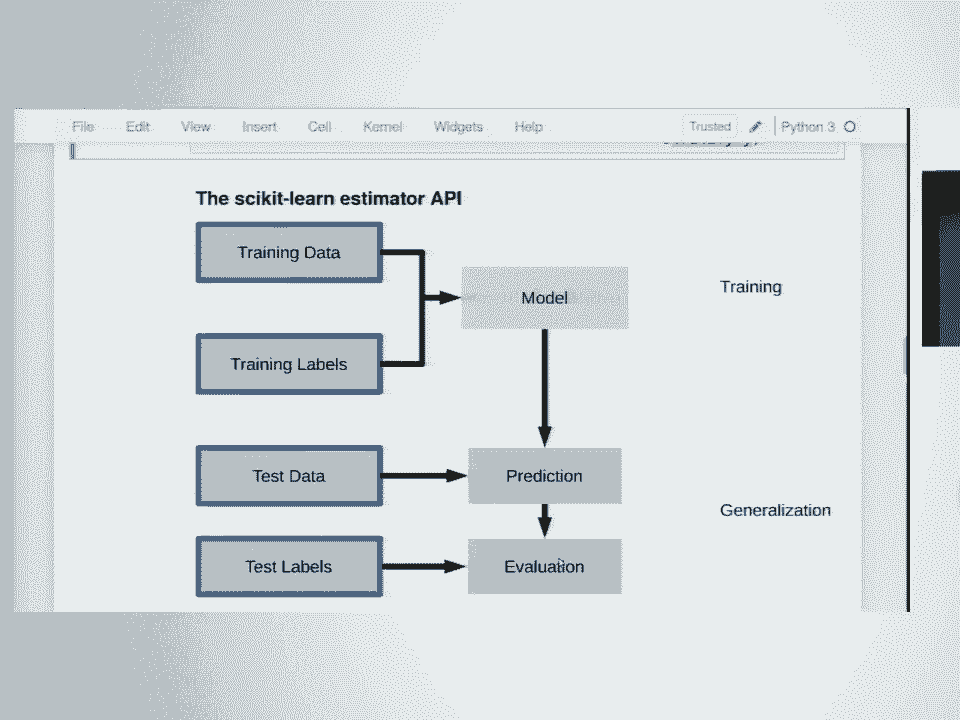 File Edit View Insert Cell Kernel Widgets Help Trusted Python 3
The scikit-learn estimator API
Training Data
Model
Training
Training Labels
Test Data
Prediction
Generalization
Test Labels
Evaluation